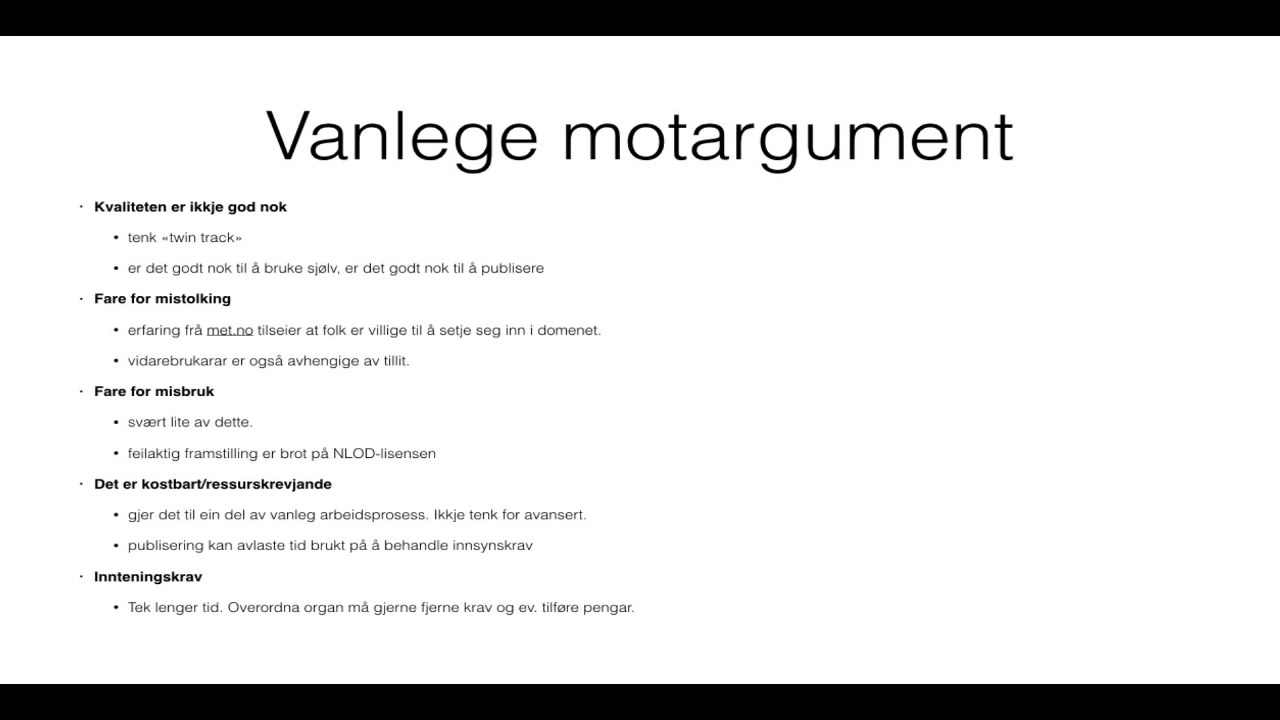 Vanlege motargument
· Kvaliteten er ikkje god nok
• tenk «twin track»
• er det godt nok til å bruke sjølv, er det godt nok til å publisere
· Fare for mistolking
• erfaring frå met.no tilseier at folk er villige til å setje seg inn i domenet.
• vidarebrukarar er også avhengige av tillit.
· Fare for misbruk
• svært lite av dette.
• feilaktig framstilling er brot på NLOD-lisensen
· Det er kostbart/ressurskrevjande
• gjer det til ein del av vanleg arbeidsprosess. Ikkje tenk for avansert.
• publisering kan avlaste tid brukt på å behandle innsynskrav
· Innteningskrav
• Tek lenger tid. Overordna organ må gjerne fjerne krav og ev. tilføre pengar.